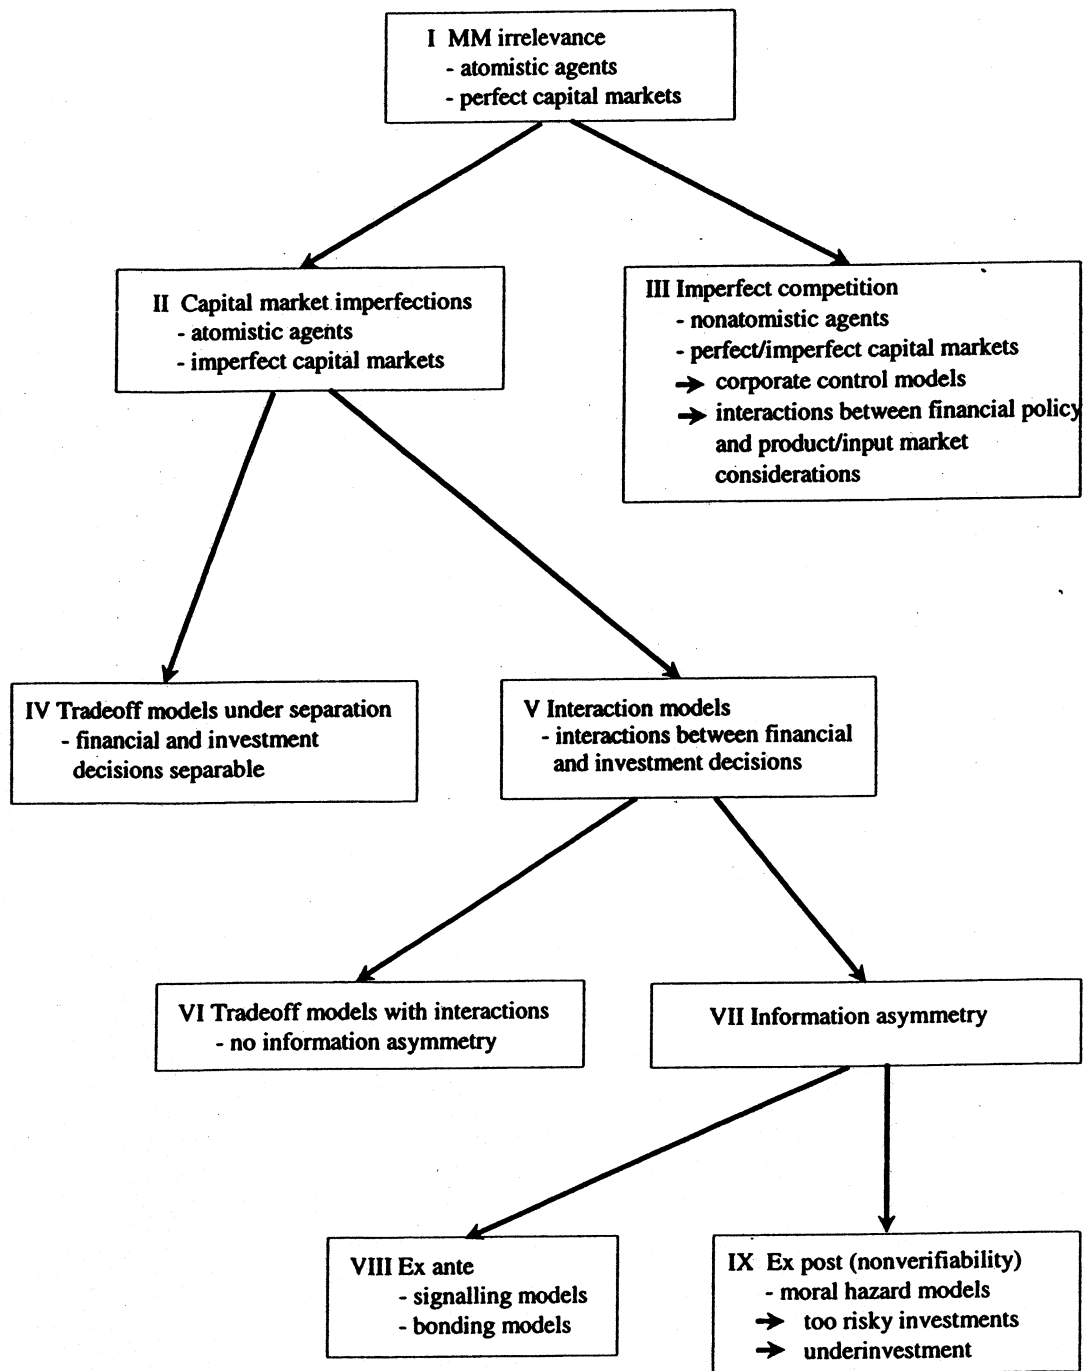 I MM irrelevance
- atomistic agents
- perfect capital markets
II Capital market imperfections
- atomistic agents
- imperfect capital markets
III Imperfect competition
- nonatomistic agents
- perfect/imperfect capital markets
→ corporate control models
→ interactions between financial policy
and product/input market
considerations
IV Tradeoff models under separation
- financial and investment
decisions separable
V Interaction models
- interactions between financial
and investment decisions
VI Tradeoff models with interactions
- no information asymmetry
VII Information asymmetry
VIII Ex ante
- signalling models
- bonding models
IX Ex post (nonverifiability)
- moral hazard models
→ too risky investments
→ underinvestment